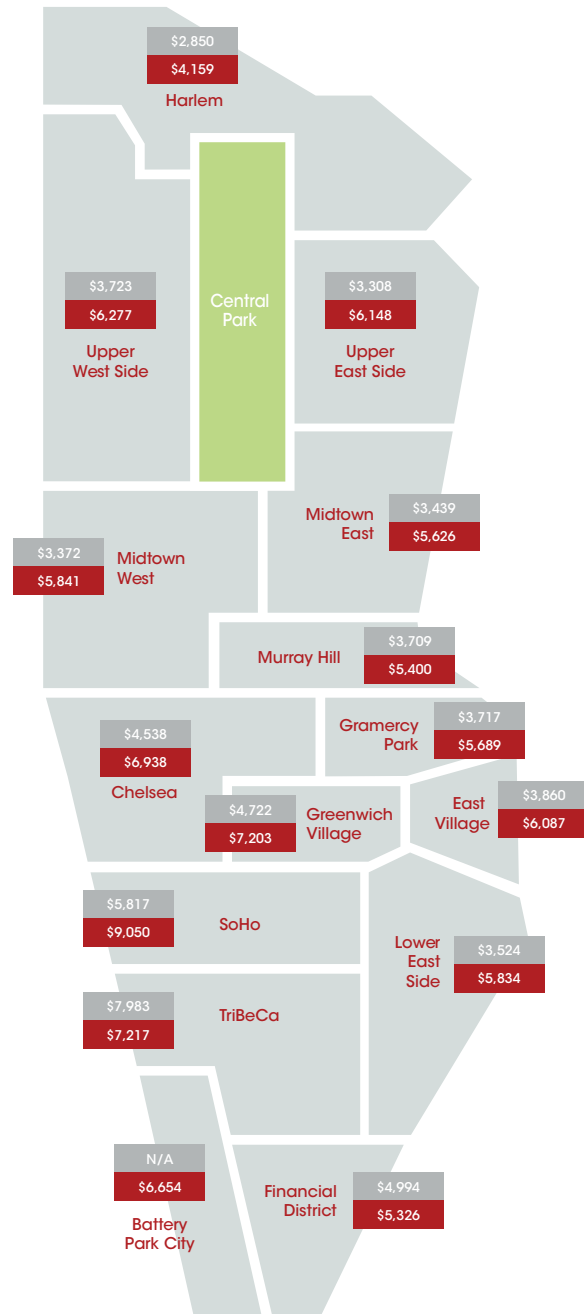 $2,850
$4,159
Harlem
$3,723
$6,277
Upper
West Side
Central
Park
$3,308
$6,148
Upper
East Side
Midtown
East
$3,439
$5,626
$3,372
$5,841
Midtown
West
Murray Hill
$3,709
$5,400
$4,538
$6,938
Chelsea
Gramercy
Park
$3,717
$5,689
$4,722
$7,203
Greenwich
Village
East
Village
$3,860
$6,087
$5,817
$9,050
SoHo
Lower
East
Side
$3,524
$5,834
$7,983
$7,217
TriBeCa
N/A
$6,654
Battery
Park City
Financial
District
$4,994
$5,326